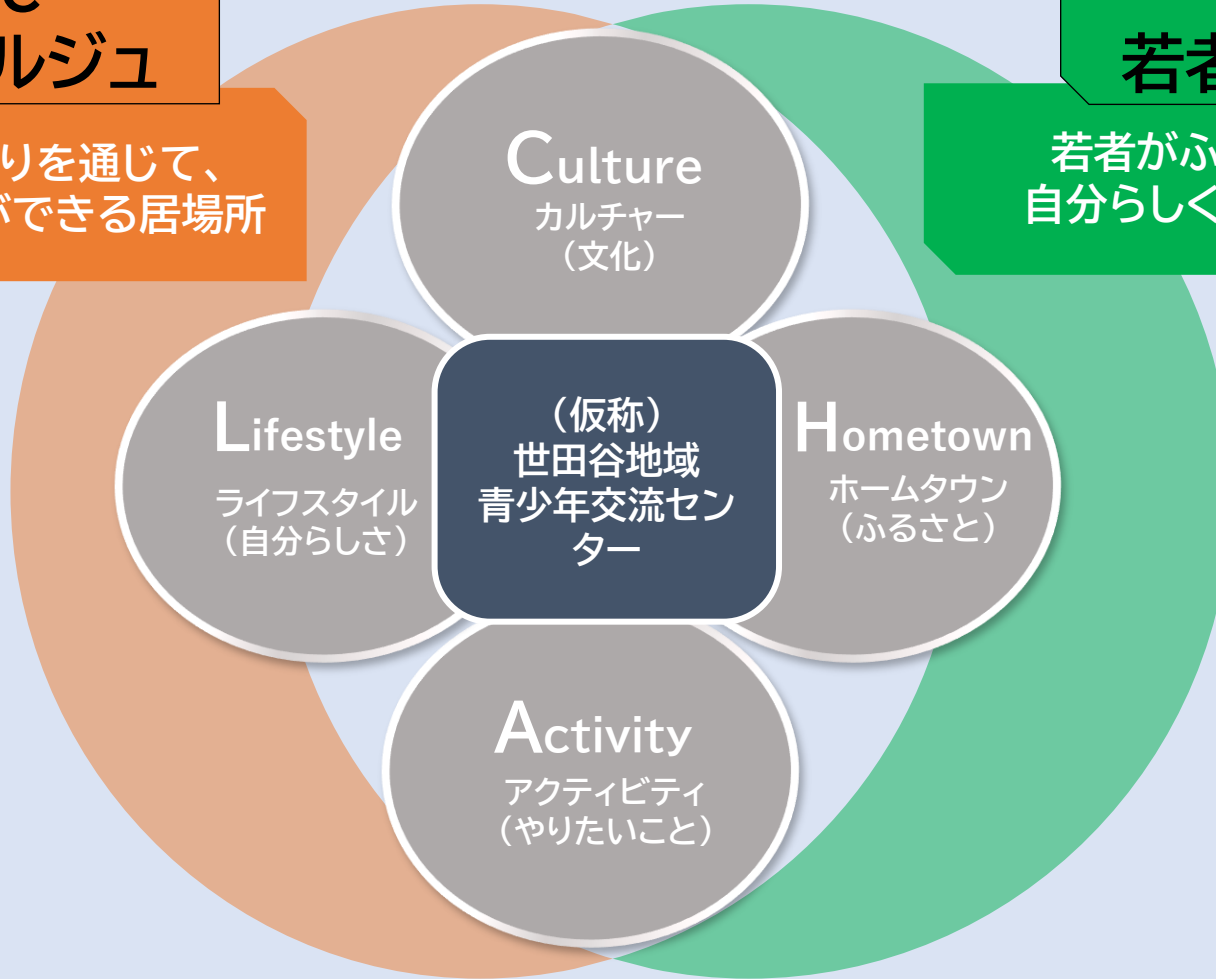 ルジュ
りを通じて、
ができる居場所
若者
若者がふ
自分らしく
Culture
カルチャー
（文化）
Lifestyle
ライフスタイル
（自分らしさ）
（仮称）
世田谷地域
青少年交流セン
ター
Hometown
ホームタウン
（ふるさと）
Activity
アクティビティ
（やりたいこと）